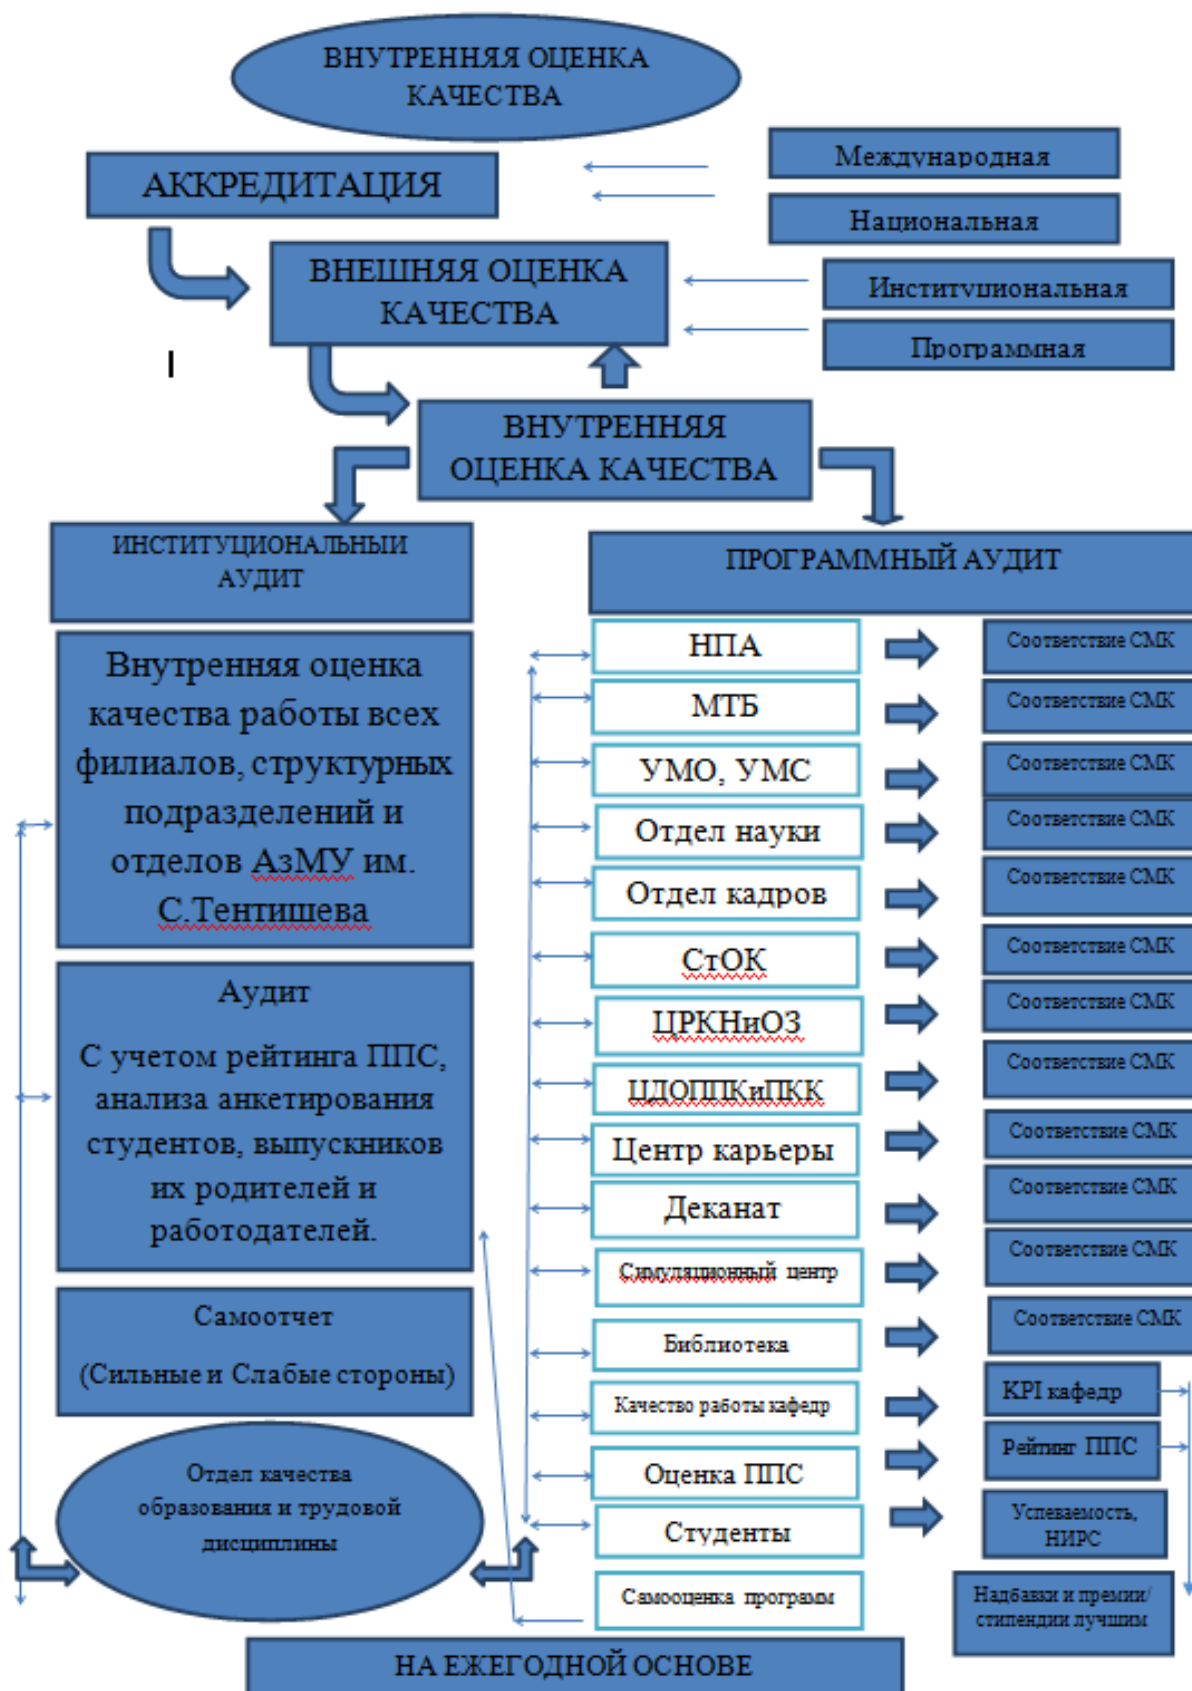 ВНУТРЕННЯЯ ОЦЕНКА
КАЧЕСТВА
АККРЕДИТАЦИЯ
Международная
Национальная
ВНЕШНЯЯ ОЦЕНКА
КАЧЕСТВА
Институциональная
Программная
ВНУТРЕННЯЯ
ОЦЕНКА КАЧЕСТВА
ИНСТИТУЦИОНАЛЬНЫИ
АУДИТ
Внутренняя оценка
качества работы всех
филиалов, структурных
подразделений и
отделов АзМУ им.
С.Тентишева
Аудит
С учетом рейтинга ППС,
анализа анкетирования
студентов, выпускников
их родителей и
работодателей.
Самоотчет
(Сильные и Слабые стороны)
Отдел качества
образования и трудовой
дисциплины
ПРОГРАММНЫЙ АУДИТ
НПА
Соответствие СМК
МТБ
Соответствие СМК
УМО, УМС
Соответствие СМК
Отдел науки
Соответствие СМК
Отдел кадров
Соответствие СМК
СтОК
Соответствие СМК
ЦРКНиОЗ
Соответствие СМК
ЦДОППКиПКК
Соответствие СМК
Центр карьеры
Соответствие СМК
Деканат
Соответствие СМК
Симуляционный центр
Соответствие СМК
Библиотека
Соответствие СМК
Качество работы кафедр
KPI кафедр
Оценка ППС
Рейтинг ППС
Студенты
Успеваемость,
НИРС
Самооценка программ
Надбавки и премии/
стипендии лучшим
НА ЕЖЕГОДНОЙ ОСНОВЕ